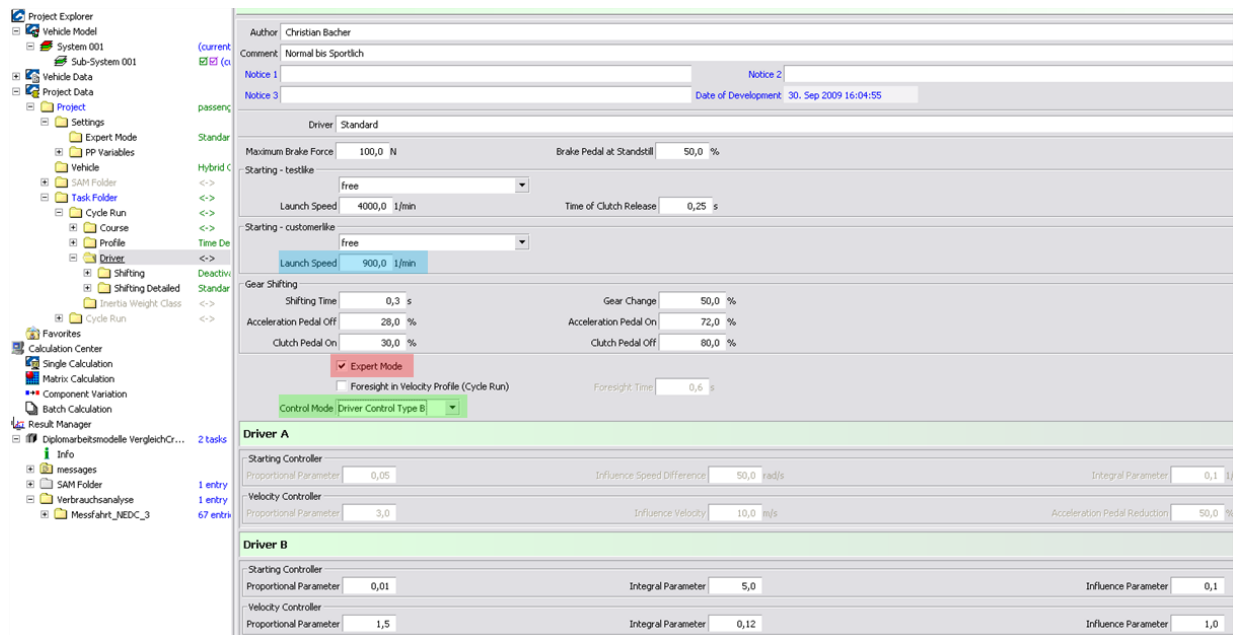 Project Explorer
Vehicle Model
System 001 (current
Sub-System 001
Vehicle Data
Project Data
Project passeng
Settings
Expert Mode Standar
PP Variables
Vehicle Hybrid
SAM Folder <->
Task Folder <->
Cycle Run <->
Course <->
Profile Time De
Driver <->
Shifting Deactiva
Shifting Detailed Standar
Inertia Weight Class <->
Cycle Run <->
Favorites
Calculation Center
Single Calculation
Matrix Calculation
Component Variation
Batch Calculation
Result Manager
Diplomarbeitsmodelle VergleichCr... 2 tasks
Info
messages
SAM Folder 1 entry
Verbrauchsanalyse 1 entry
Messfahrt_NEDC_3 67 entri
Author Christian Bacher
Comment Normal bis Sportlich
Notice 1 Notice 2
Notice 3 Date of Development 30. Sep 2009 16:04:55
Driver Standard
Maximum Brake Force 100,0 N Brake Pedal at Standstill 50,0 %
Starting - testlike
free
Launch Speed 4000,0 1/min Time of Clutch Release 0,25 s
Starting - customerlike
free
Launch Speed 900,0 1/min
Gear Shifting
Shifting Time 0,3 s Gear Change 50,0 %
Acceleration Pedal Off 28,0 % Acceleration Pedal On 72,0 %
Clutch Pedal On 30,0 % Clutch Pedal Off 80,0 %
Expert Mode
Foresight in Velocity Profile (Cycle Run) Foresight Time 0,6 s
Control Mode Driver Control Type B
Driver A
Starting Controller
Proportional Parameter 0,05 Influence Speed Difference 50,0 rad/s Integral Parameter 0,1
Velocity Controller
Proportional Parameter 3,0 Influence Velocity 10,0 m/s Acceleration Pedal Reduction 50,0 %
Driver B
Starting Controller
Proportional Parameter 0,01 Integral Parameter 5,0 Influence Parameter 0,1
Velocity Controller
Proportional Parameter 1,5 Integral Parameter 0,12 Influence Parameter 1,0